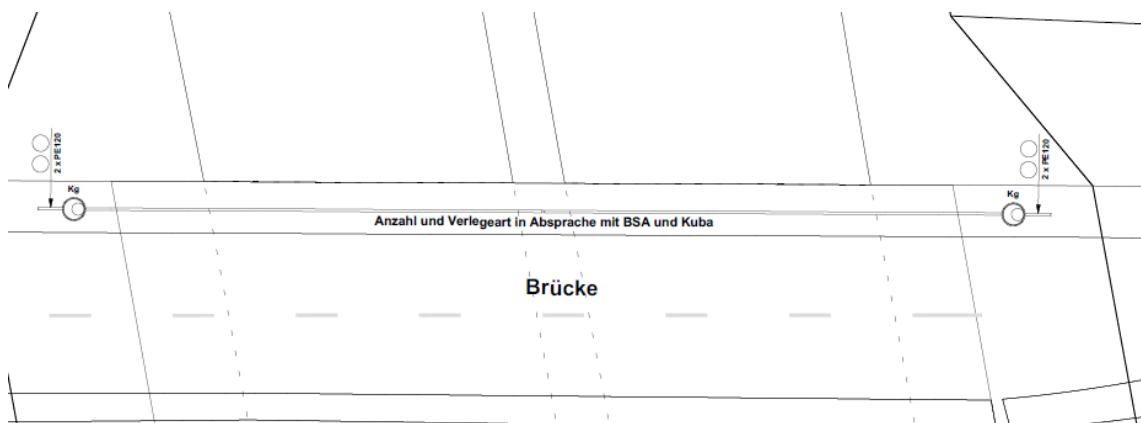 2 x PE120
2 x PE120
Kg
Kg
Anzahl und Verlegeart in Absprache mit BSA und Kuba
Brücke